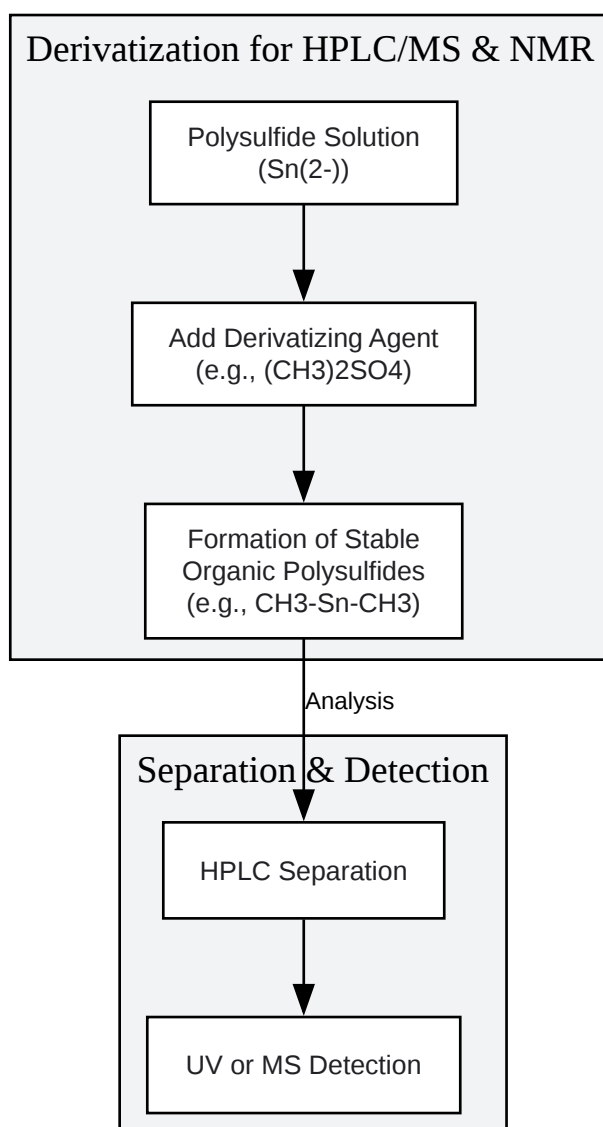 Derivatization for HPLC/MS & NMR
Polysulfide Solution
(Sn(2-))
Add Derivatizing Agent
(e.g., (CH3)2SO4)
Formation of Stable
Organic Polysulfides
(e.g., CH3-Sn-CH3)
Analysis
Separation & Detection
HPLC Separation
UV or MS Detection